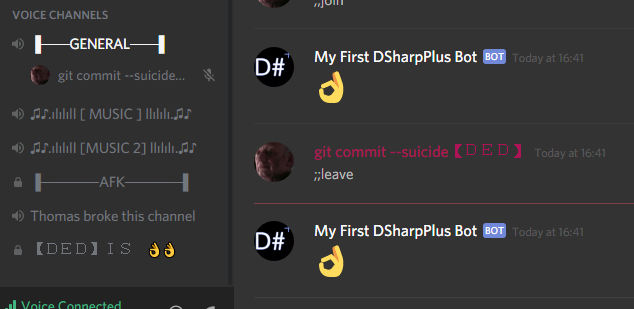 VOICE CHANNELS
GENERAL
git commit --suicide...
♫♪.ılılıll [ MUSIC ] llılılı.♫♪
♫♪.ılılıll [MUSIC 2] llılılı.♫♪
AFK
Thomas broke this channel
【DED】IS 👌👌
Voice Connected
;;join
D#
My First DSharpPlus Bot BOT Today at 16:41
👌
git commit --suicide【DED】 Today at 16:41
;;leave
D#
My First DSharpPlus Bot BOT Today at 16:41
👌